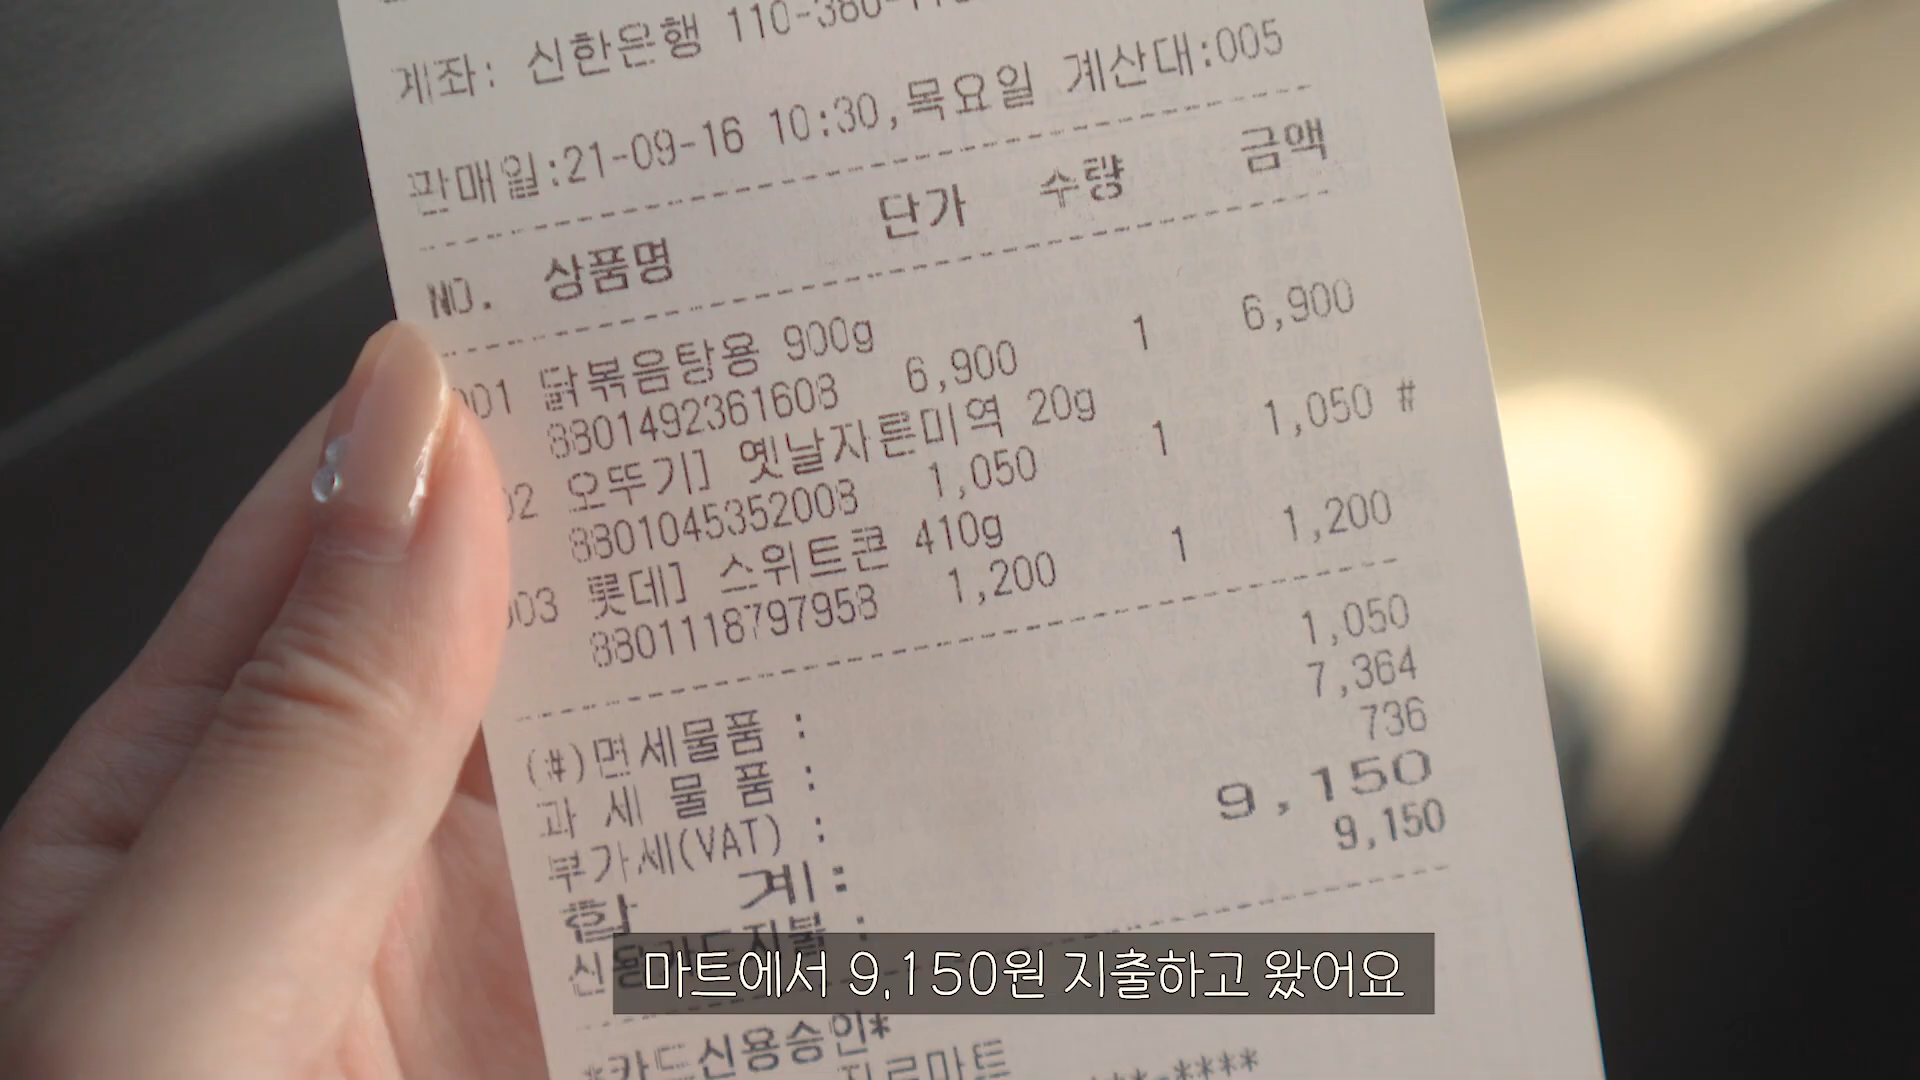 계좌: 신한은행 110-380-
판매일:21-09-16 10:30,목요일 계산대:005
NO. 상품명 단가 수량 금액
001 닭볶음탕용 900g
8801492361608 6,900 1 6,900
02 오뚜기] 옛날자른미역 20g
8801045352008 1,050 1 1,050 #
003 롯데] 스위트콘 410g
8801118797958 1,200 1 1,200
(#)면세물품 : 1,050
과 세 물 품 : 7,364
부가세(VAT) : 736
합 계: 9,150
신용카드지불 : 9,150
마트에서 9,150원 지출하고 왔어요
*카드신용승인*